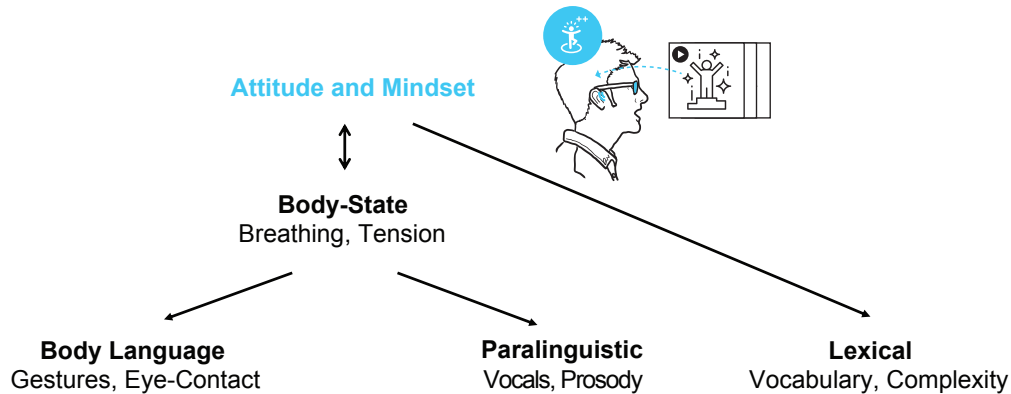 ++
Attitude and Mindset
Body-State
Breathing, Tension
Body Language
Gestures, Eye-Contact
Paralinguistic
Vocals, Prosody
Lexical
Vocabulary, Complexity